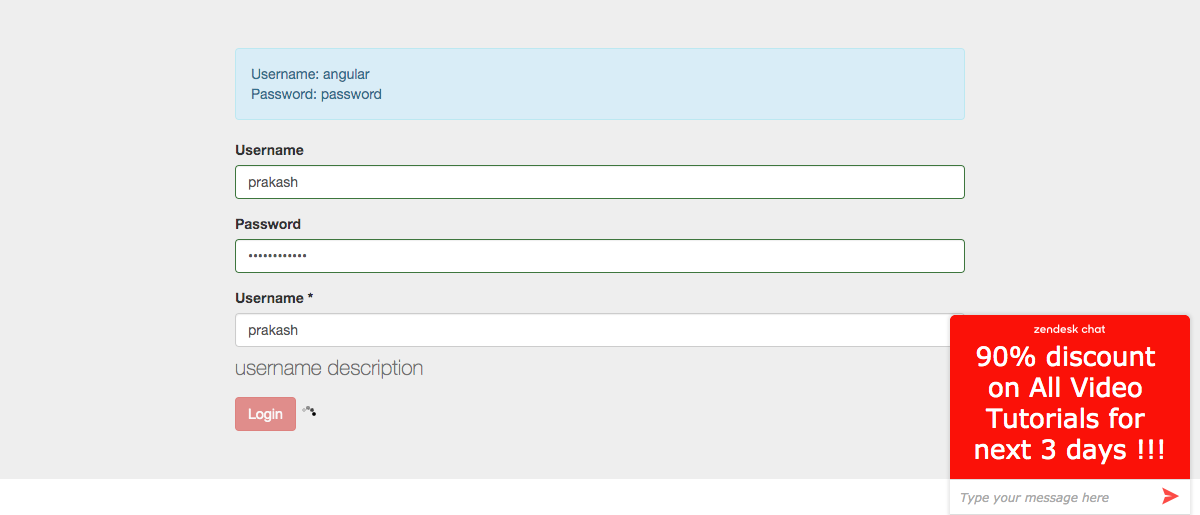 Username: angular
Password: password
Username
prakash
Password
••••••••••••
Username *
prakash
username description
Login
zendesk chat
90% discount
on All Video
Tutorials for
next 3 days !!!
Type your message here